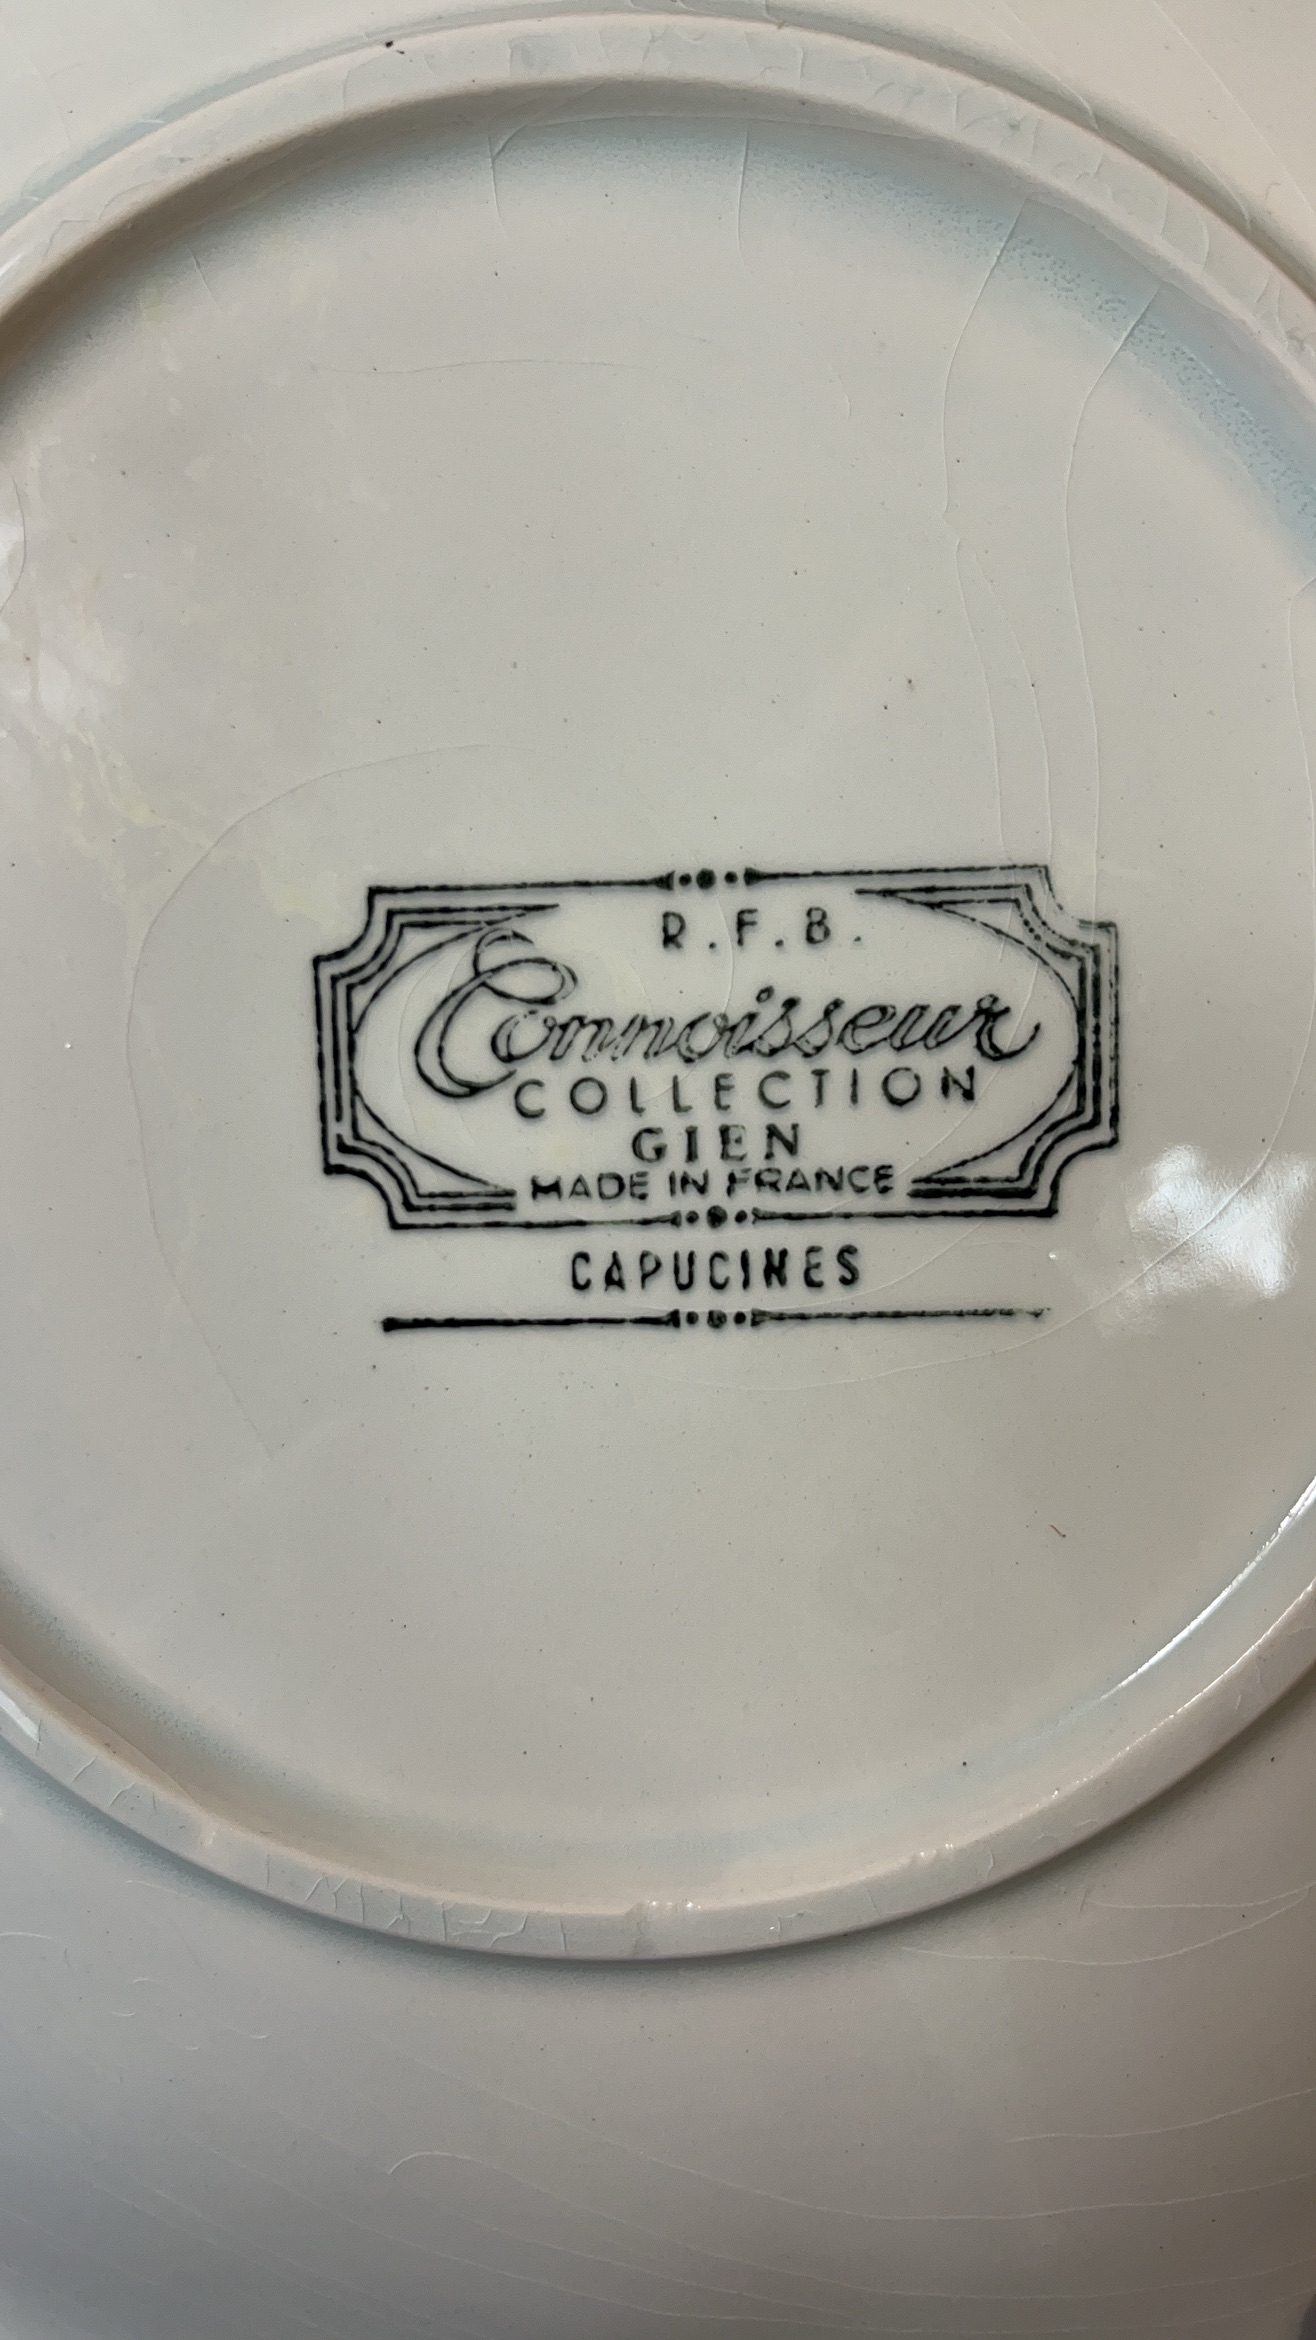 R.F.B.
Connoisseur
COLLECTION
GIEN
MADE IN FRANCE
CAPUCINES